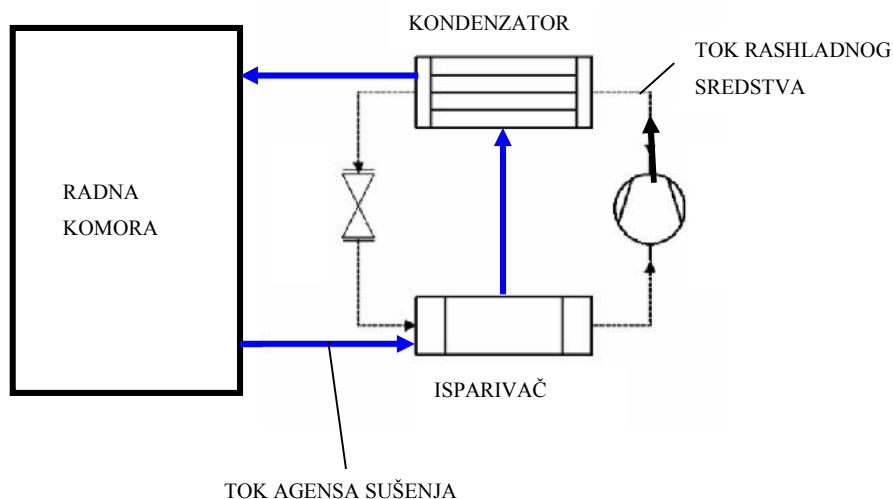 KONDENZATOR
TOK RASHLADNOG
SREDSTVA
RADNA
KOMORA
ISPARIVAČ
TOK AGENSA SUŠENJA